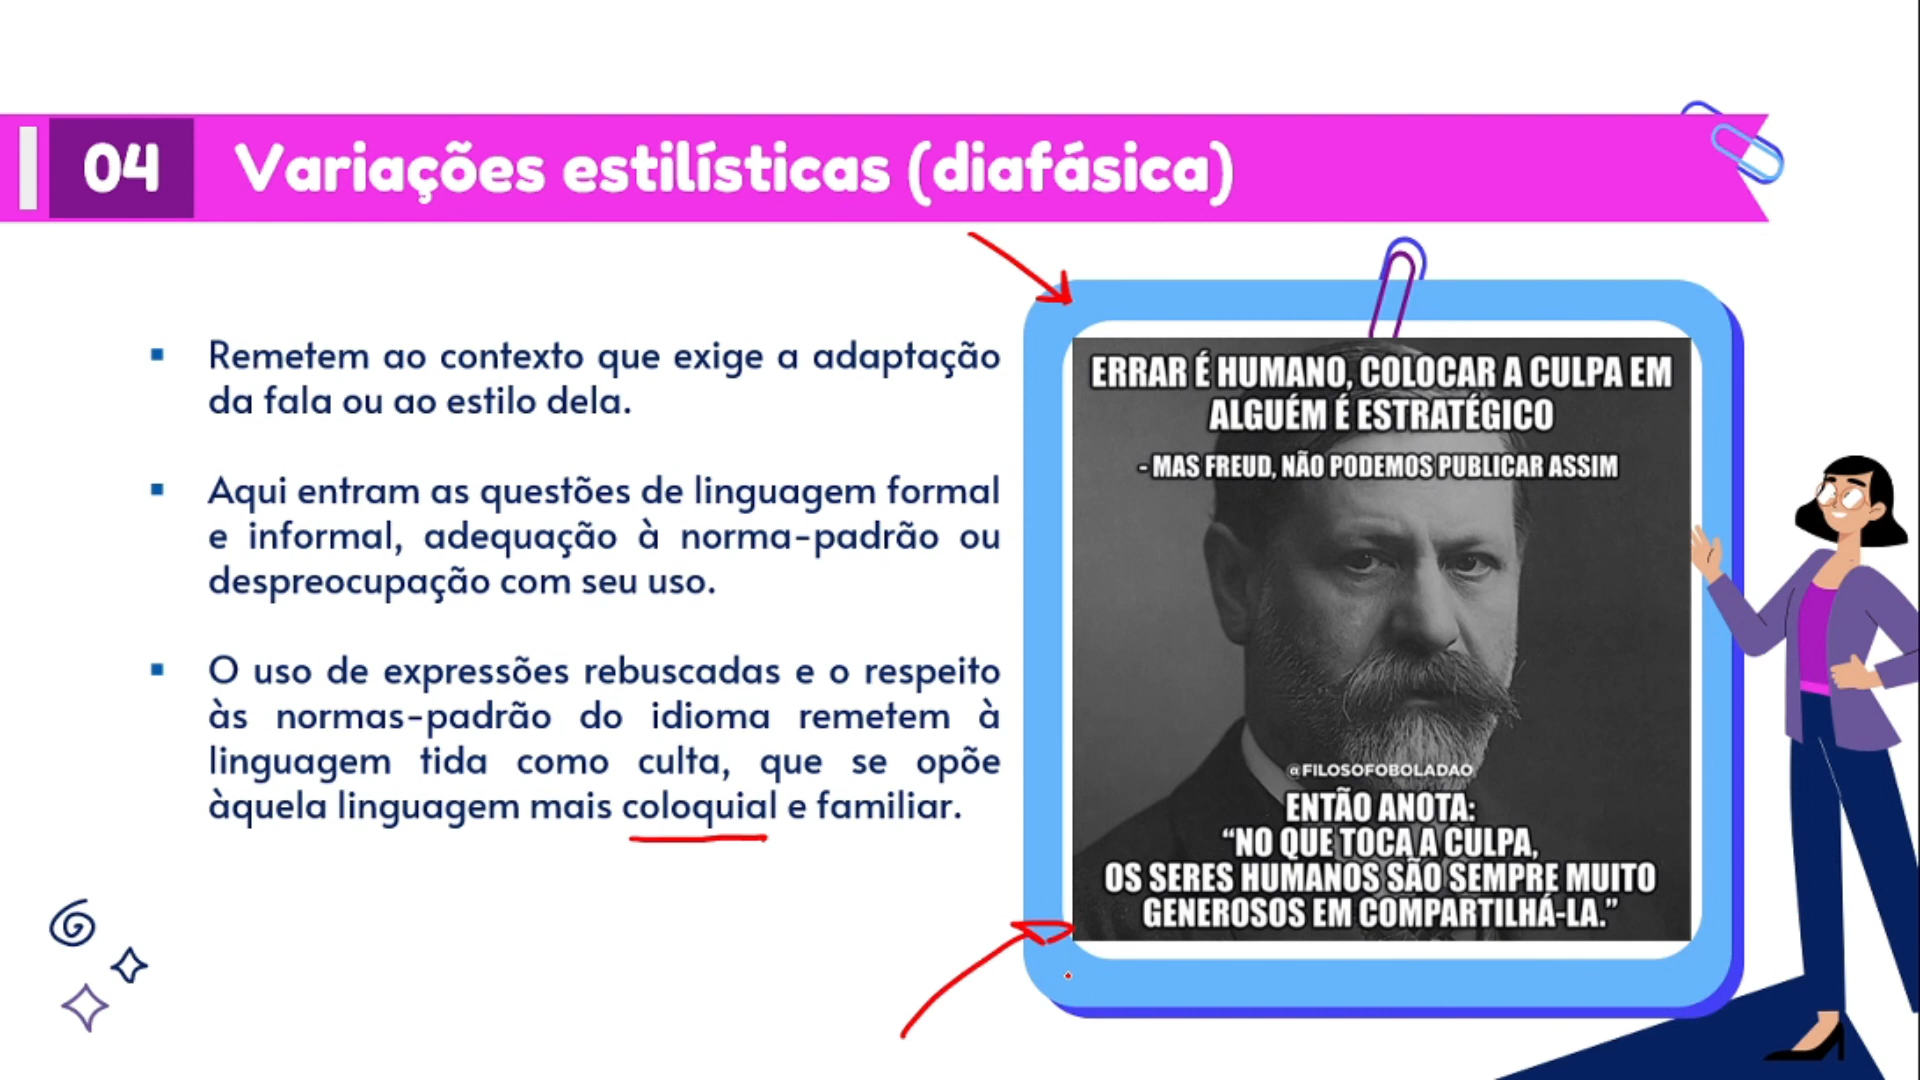 04 Variações estilísticas (diafásica)
Remetem ao contexto que exige a adaptação
da fala ou ao estilo dela.
Aqui entram as questões de linguagem formal
e informal, adequação à norma-padrão ou
despreocupação com seu uso.
O uso de expressões rebuscadas e o respeito
às normas-padrão do idioma remetem à
linguagem tida como culta, que se opõe
àquela linguagem mais coloquial e familiar.
ERRAR É HUMANO, COLOCAR A CULPA EM
ALGUÉM É ESTRATÉGICO
- MAS FREUD, NÃO PODEMOS PUBLICAR ASSIM
@FILOSOFOBOLADAO
ENTÃO ANOTA:
“NO QUE TOCA A CULPA,
OS SERES HUMANOS SÃO SEMPRE MUITO
GENEROSOS EM COMPARTILHÁ-LA.”